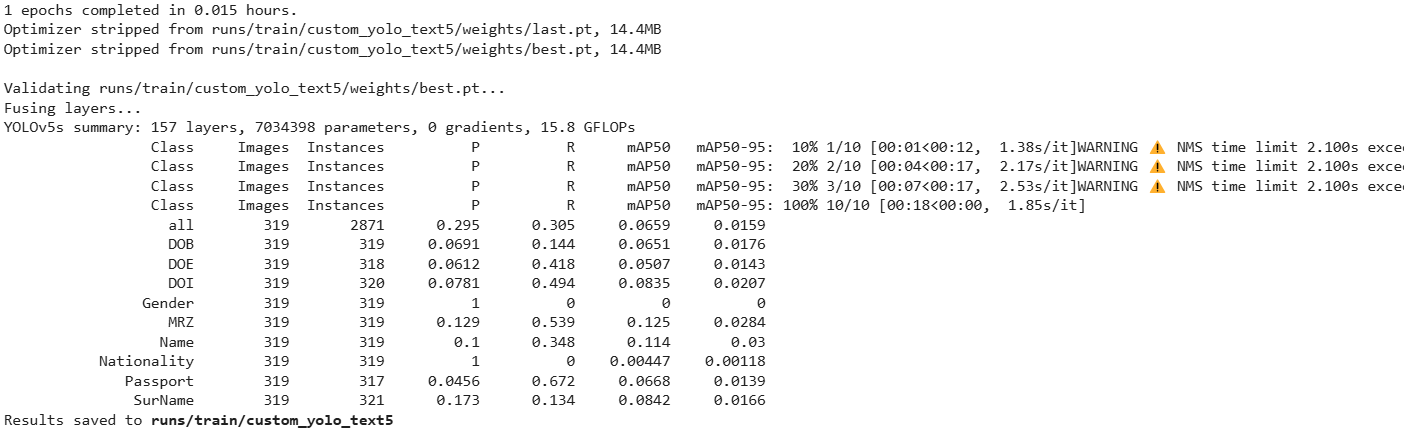 1 epochs completed in 0.015 hours.
Optimizer stripped from runs/train/custom_yolo_text5/weights/last.pt, 14.4MB
Optimizer stripped from runs/train/custom_yolo_text5/weights/best.pt, 14.4MB
Validating runs/train/custom_yolo_text5/weights/best.pt...
Fusing layers...
YOLOv5s summary: 157 layers, 7034398 parameters, 0 gradients, 15.8 GFLOPs
Class Images Instances P R mAP50 mAP50-95: 10% 1/10 [00:01<00:12, 1.38s/it]WARNING ⚠️ NMS time limit 2.100s excee
Class Images Instances P R mAP50 mAP50-95: 20% 2/10 [00:04<00:17, 2.17s/it]WARNING ⚠️ NMS time limit 2.100s excee
Class Images Instances P R mAP50 mAP50-95: 30% 3/10 [00:07<00:17, 2.53s/it]WARNING ⚠️ NMS time limit 2.100s excee
Class Images Instances P R mAP50 mAP50-95: 100% 10/10 [00:18<00:00, 1.85s/it]
all 319 2871 0.295 0.305 0.0659 0.0159
DOB 319 319 0.0691 0.144 0.0651 0.0176
DOE 319 318 0.0612 0.418 0.0507 0.0143
DOI 319 320 0.0781 0.494 0.0835 0.0207
Gender 319 319 1 0 0 0
MRZ 319 319 0.129 0.539 0.125 0.0284
Name 319 319 0.1 0.348 0.114 0.03
Nationality 319 319 1 0 0.00447 0.00118
Passport 319 317 0.0456 0.672 0.0668 0.0139
SurName 319 321 0.173 0.134 0.0842 0.0166
Results saved to runs/train/custom_yolo_text5